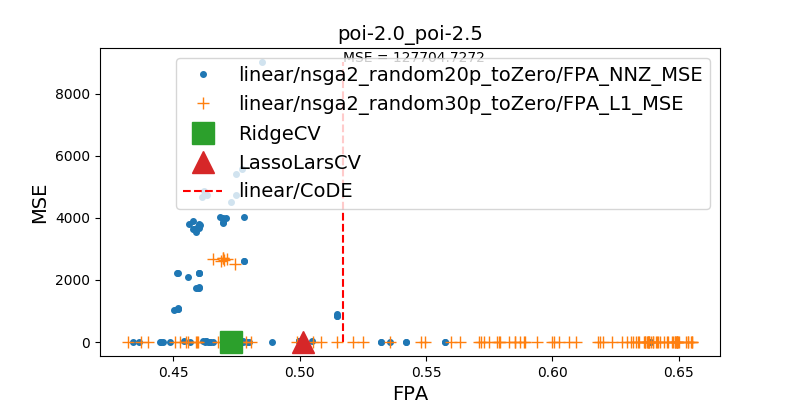 poi-2.0_poi-2.5
MSE = 127704.7272
linear/nsga2_random20p_toZero/FPA_NNZ_MSE
linear/nsga2_random30p_toZero/FPA_L1_MSE
RidgeCV
LassoLarsCV
linear/CoDE
MSE
8000
6000
4000
2000
0
0.45 0.50 0.55 0.60 0.65
FPA